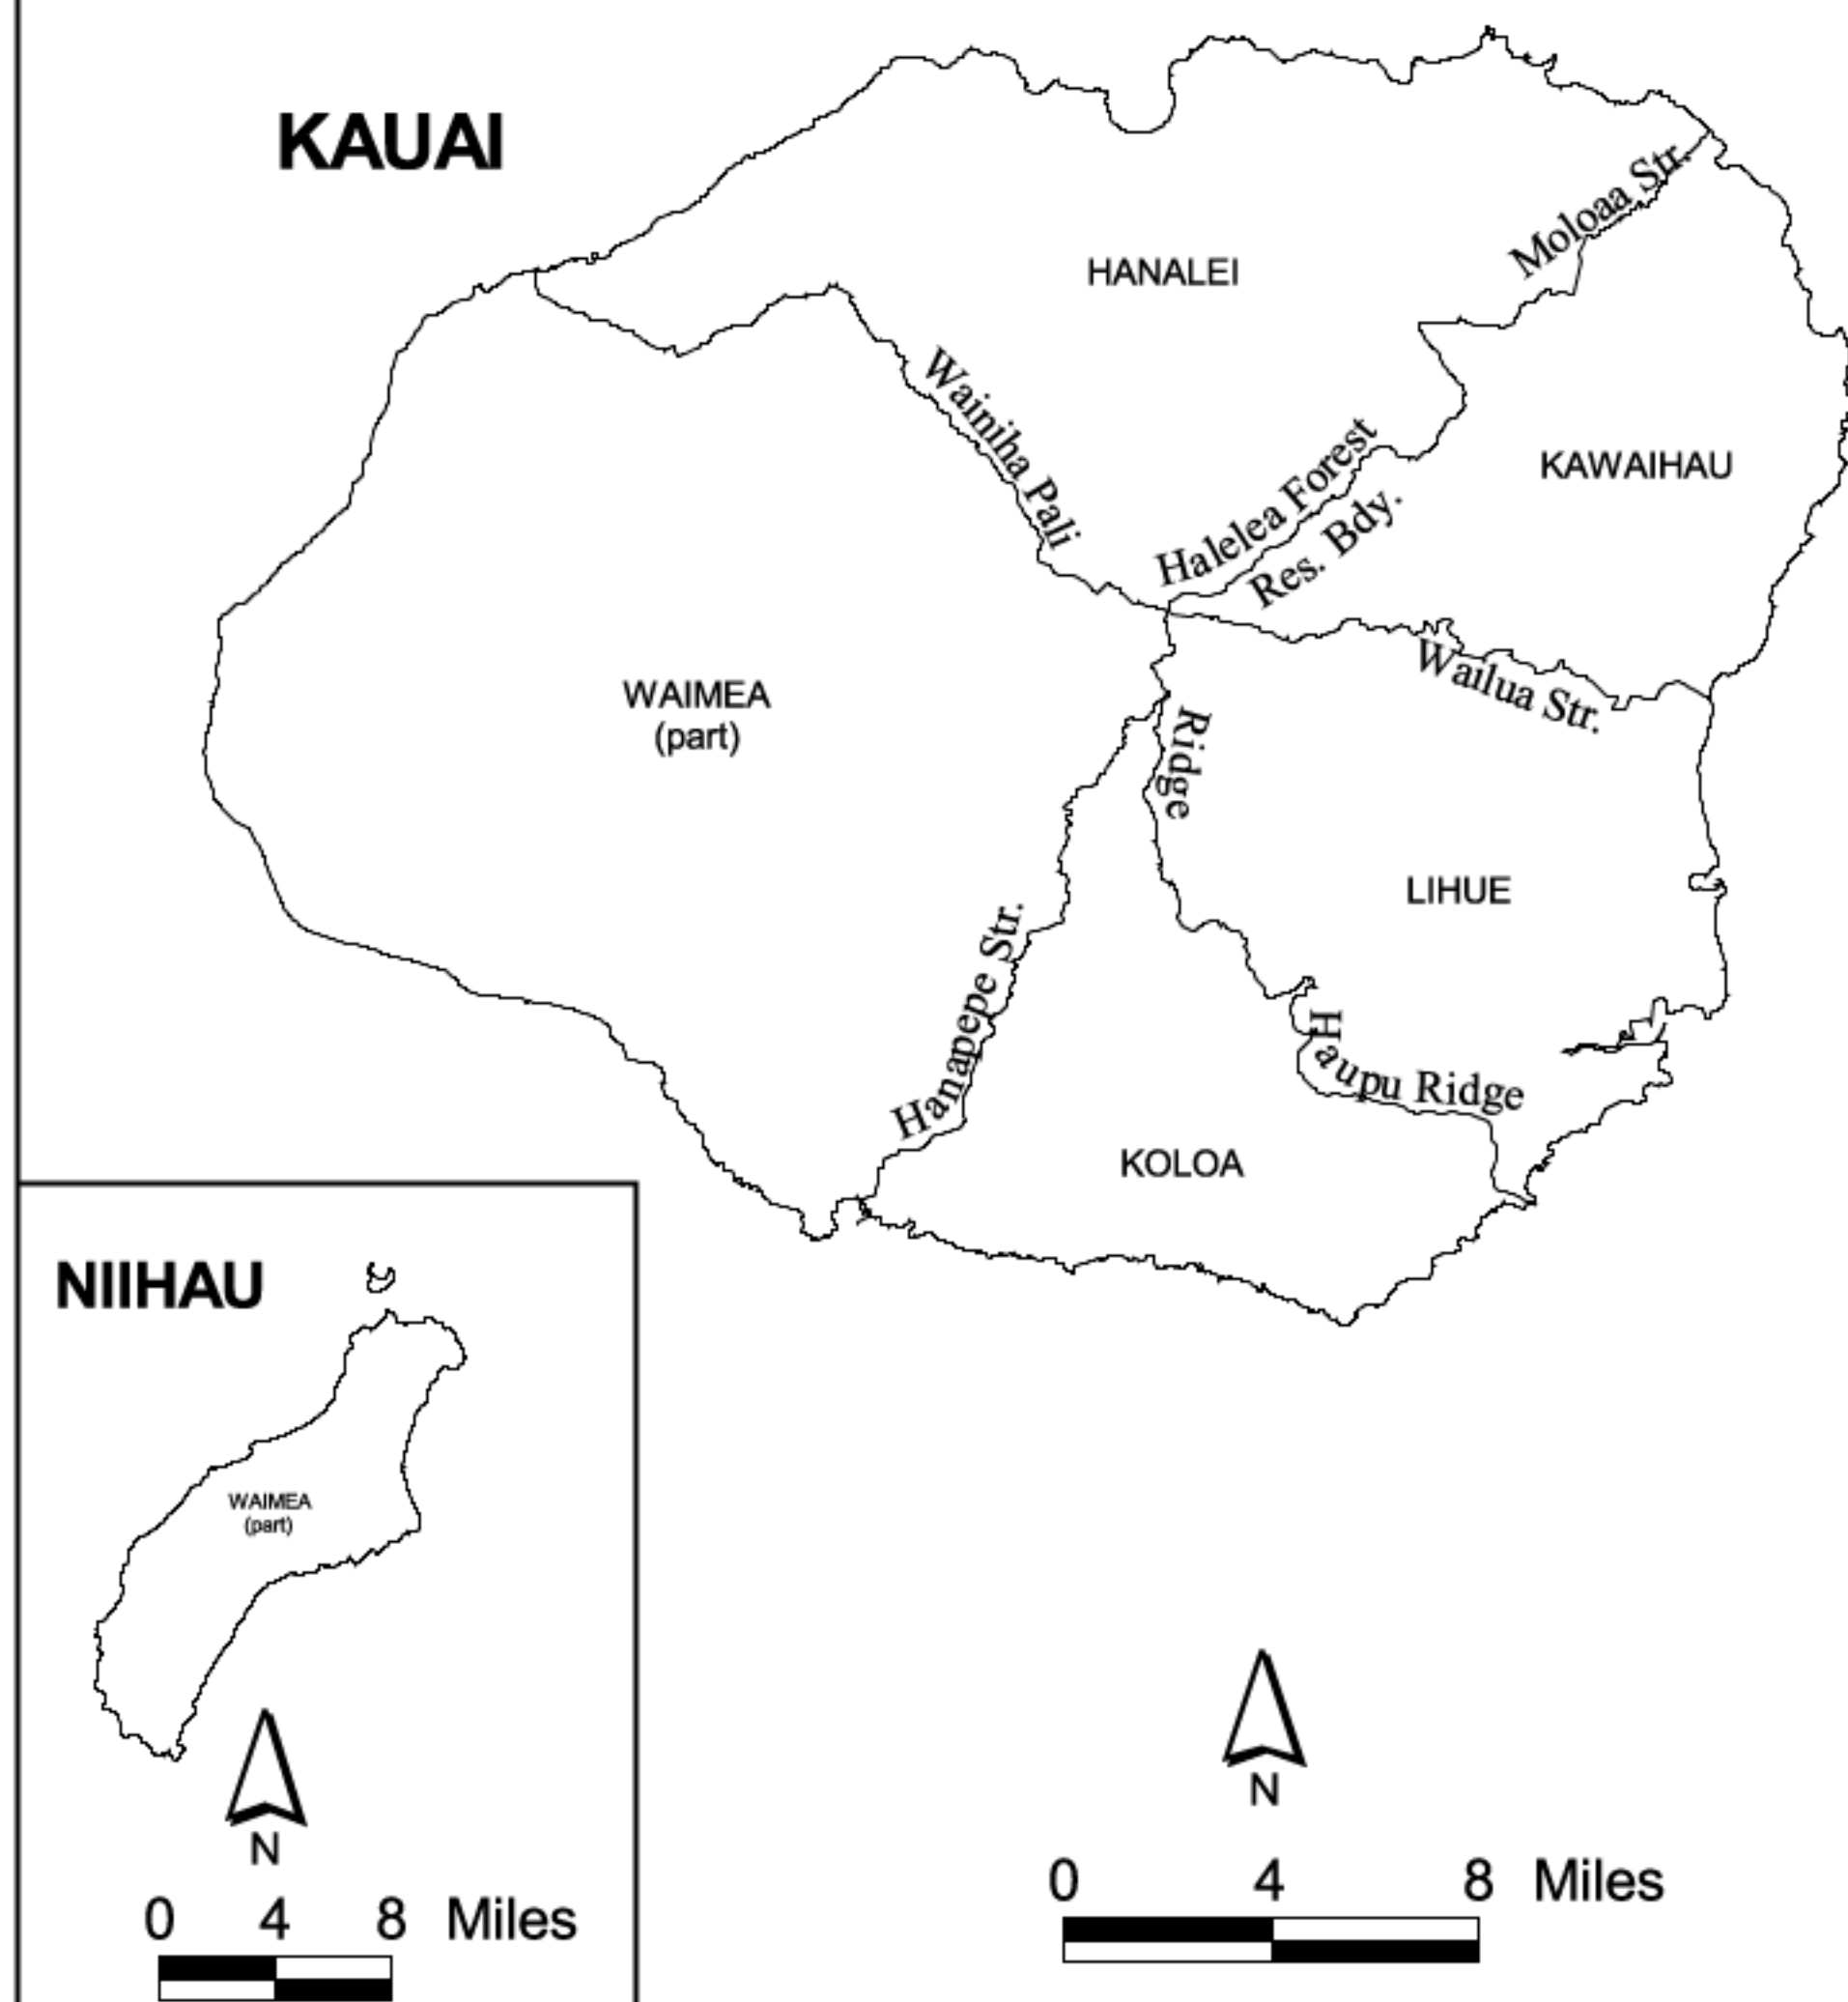 KAUAI
Moloaa Str.
HANALEI
Wainiha Pali
Halelea Forest
Res. Bdy.
KAWAIHAU
WAIMEA
(part)
Wailua Str.
Ridge
LIHUE
Hanapepe Str.
Haupu Ridge
KOLOA
NIIHAU
WAIMEA
(part)
N
0 4 8 Miles
N
0 4 8 Miles